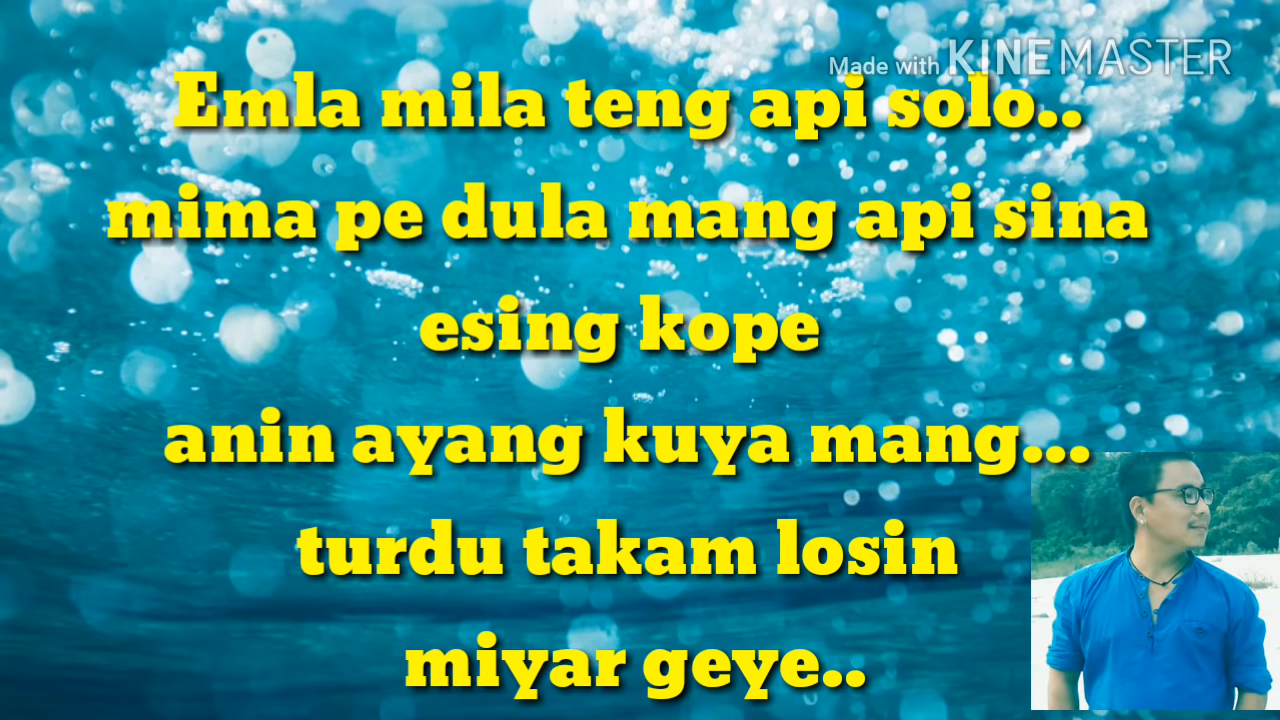 Made with KINEMASTER
Emla mila teng api solo..
mima pe dula mang api sina
esing kope
anin ayang kuya mang...
turdu takam losin
miyar geye..